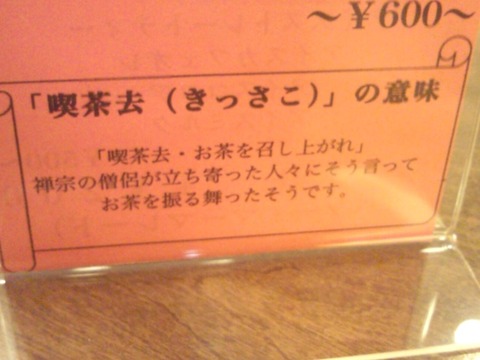 ～￥600～
「喫茶去（きっさこ）」の意味
「喫茶去・お茶を召し上がれ」
禅宗の僧侶が立ち寄った人々にそう言って
お茶を振る舞ったそうです。